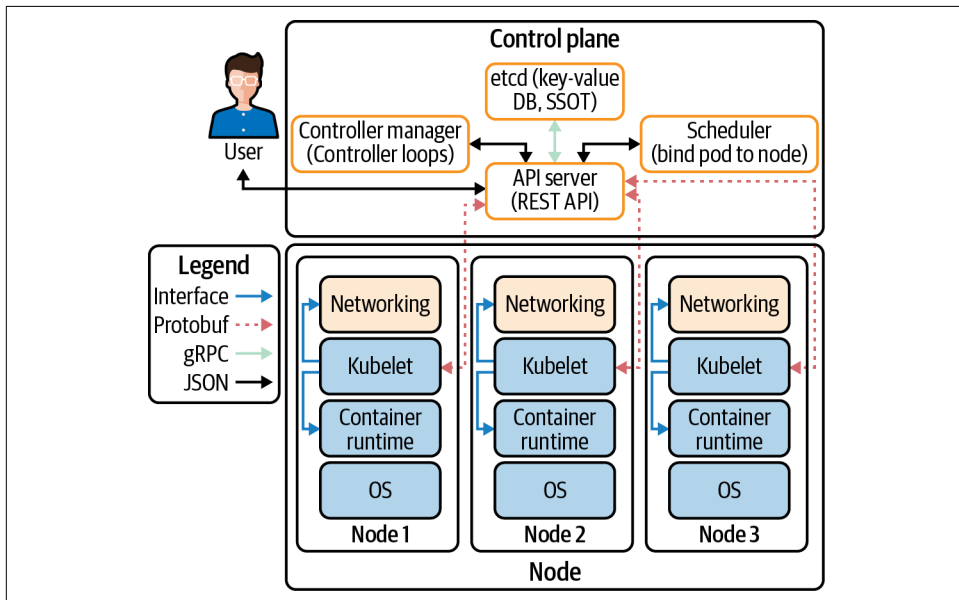 Control plane
etcd (key-value
DB, SSOT)
Controller manager
(Controller loops)
Scheduler
(bind pod to node)
User
API server
(REST API)
Legend
Interface
Protobuf
gRPC
JSON
Networking
Kubelet
Container
runtime
OS
Node 1
Networking
Kubelet
Container
runtime
OS
Node 2
Networking
Kubelet
Container
runtime
OS
Node 3
Node